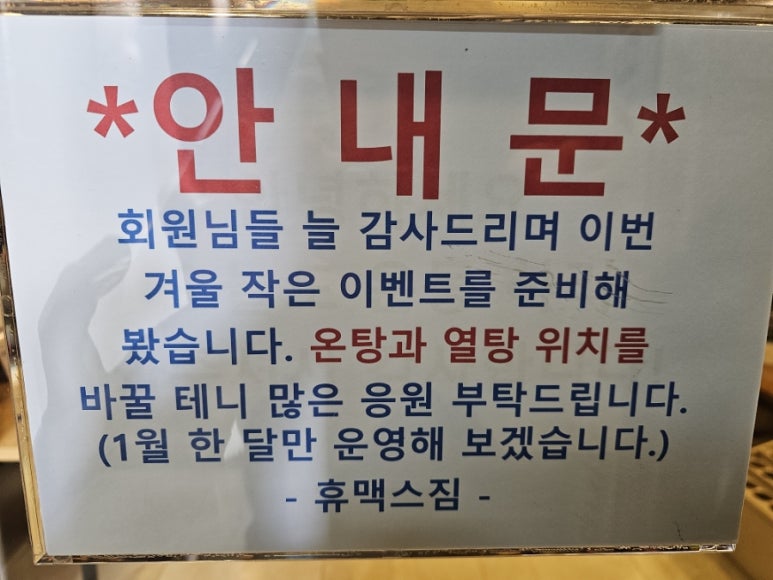 *안 내 문*
회원님들 늘 감사드리며 이번
겨울 작은 이벤트를 준비해
봤습니다. 온탕과 열탕 위치를
바꿀 테니 많은 응원 부탁드립니다.
(1월 한 달만 운영해 보겠습니다.)
- 휴맥스짐 -